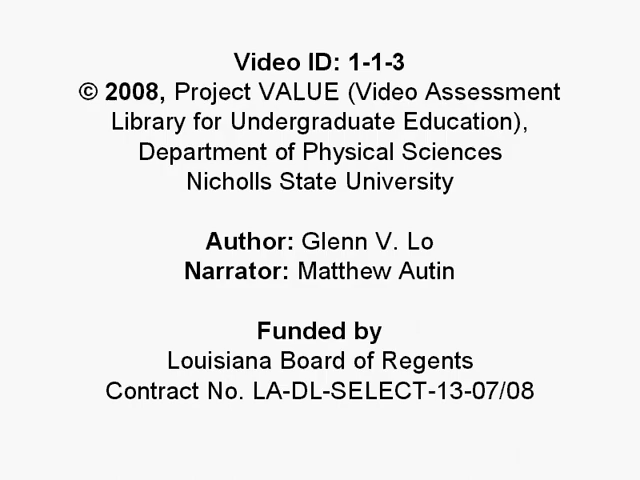 Video ID: 1-1-3
© 2008, Project VALUE (Video Assessment
Library for Undergraduate Education),
Department of Physical Sciences
Nicholls State University
Author: Glenn V. Lo
Narrator: Matthew Autin
Funded by
Louisiana Board of Regents
Contract No. LA-DL-SELECT-13-07/08